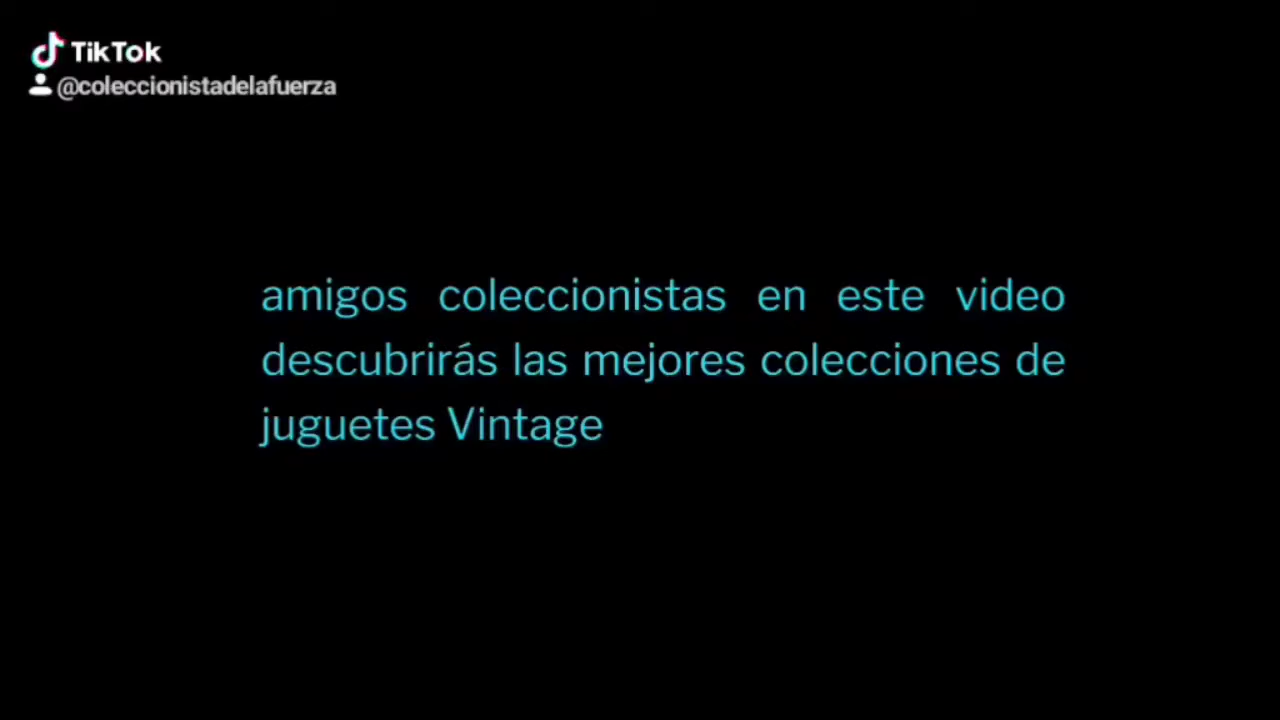 TikTok
@coleccionistadelafuerza
amigos coleccionistas en este video
descubrirás las mejores colecciones de
juguetes Vintage